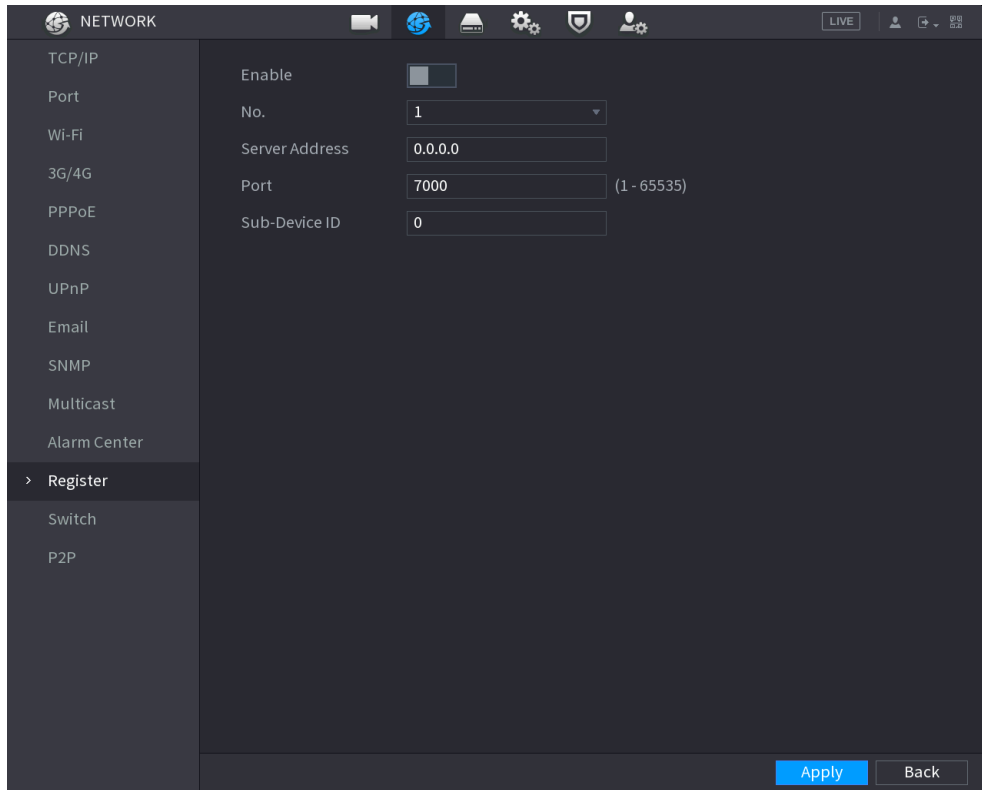 NETWORK
LIVE
TCP/IP
Port
Wi-Fi
3G/4G
PPPoE
DDNS
UPnP
Email
SNMP
Multicast
Alarm Center
Register
Switch
P2P
Enable
No. 1
Server Address 0.0.0.0
Port 7000 (1 - 65535)
Sub-Device ID 0
Apply Back